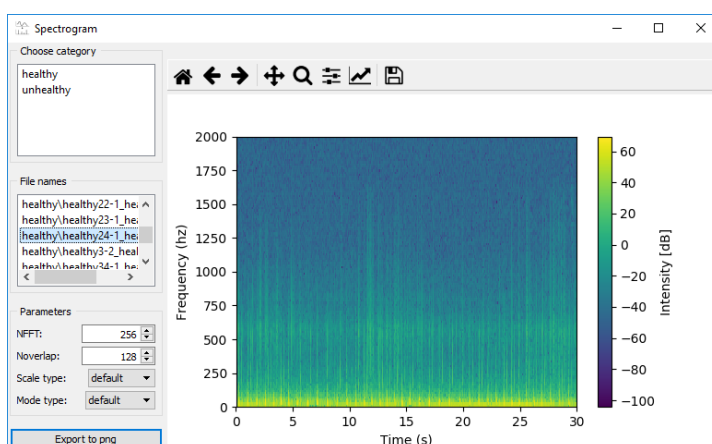 Spectrogram
Choose category
healthy
unhealthy
File names
healthy\healthy22-1_hea
healthy\healthy23-1_hea
healthy\healthy24-1_hea
healthy\healthy3-2_heal
healthy\healthy34-1_hea
Parameters
NFFT: 256
Noverlap: 128
Scale type: default
Mode type: default
Export to png
2000
1750
1500
1250
1000
750
500
250
0
Frequency (hz)
0 5 10 15 20 25 30
Time (s)
60
40
20
0
−20
−40
−60
−80
−100
Intensity [dB]